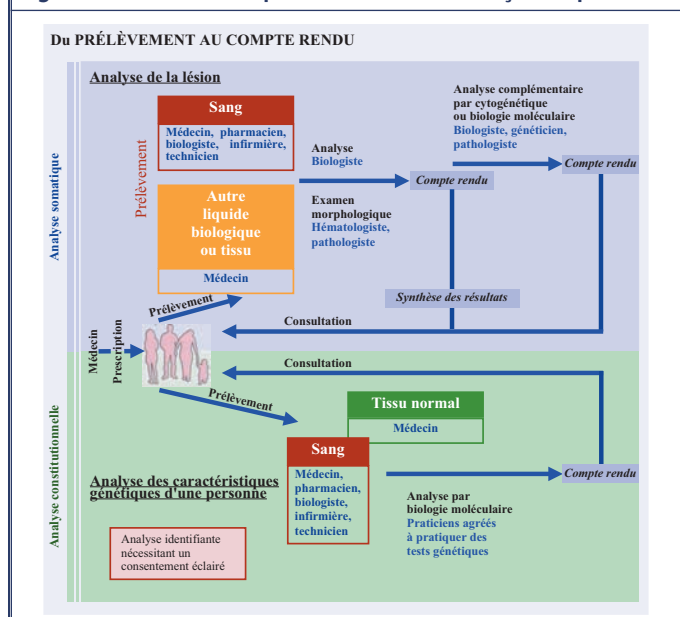 Du PRÉLÈVEMENT AU COMPTE RENDU
Analyse de la lésion
Analyse somatique
Prélèvement
Sang
Médecin, pharmacien,
biologiste, infirmière,
technicien
Autre
liquide
biologique
ou tissu
Médecin
Analyse
Biologiste
Examen
morphologique
Hématologiste,
pathologiste
Compte rendu
Analyse complémentaire
par cytogénétique
ou biologie moléculaire
Biologiste, généticien,
pathologiste
Compte rendu
Synthèse des résultats
Prélèvement
Consultation
Médecin
Prescription
Consultation
Prélèvement
Analyse constitutionnelle
Tissu normal
Médecin
Sang
Médecin,
pharmacien,
biologiste,
infirmière,
technicien
Analyse des caractéristiques
génétiques d'une personne
Analyse par
biologie moléculaire
Praticiens agréés
à pratiquer des
tests génétiques
Compte rendu
Analyse identifiante
nécessitant un
consentement éclairé